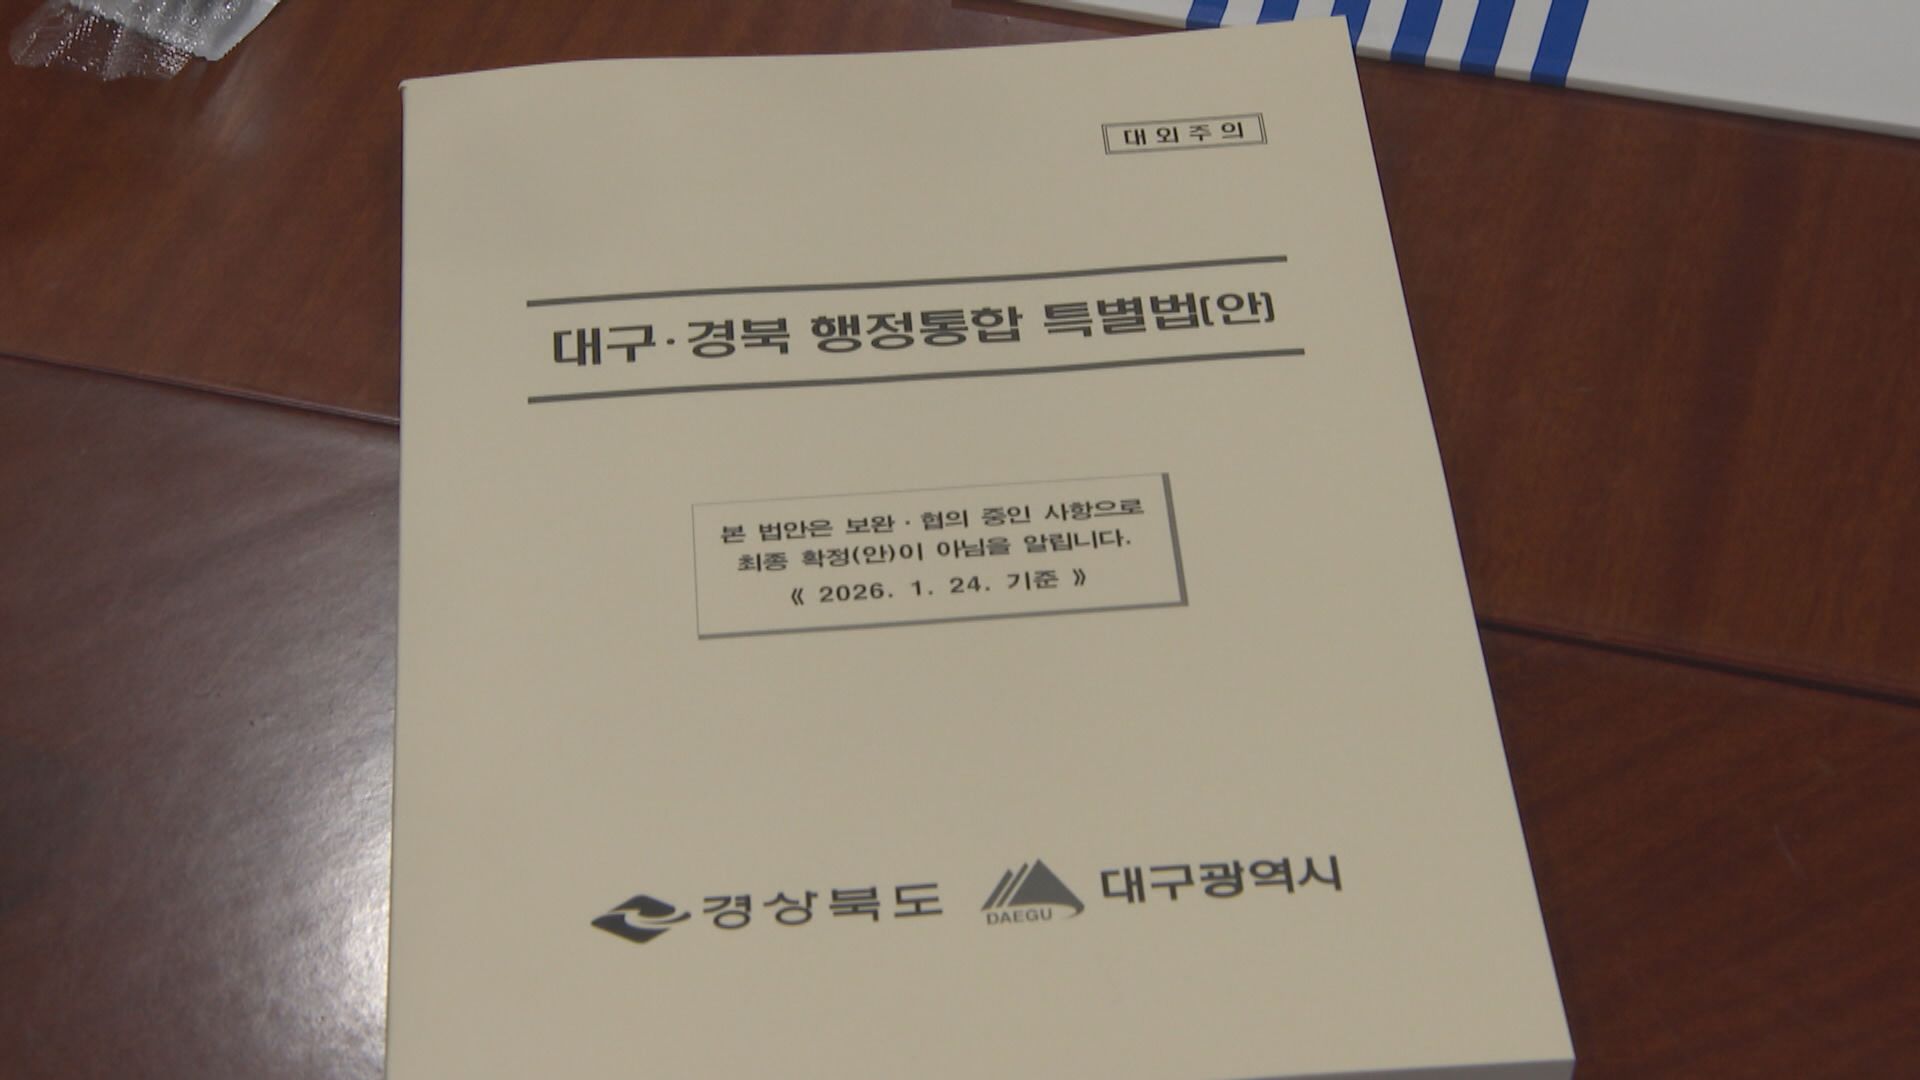 대외주의
대구·경북 행정통합 특별법(안)
본 법안은 보완·협의 중인 사항으로
최종 확정(안)이 아님을 알립니다.
《 2026. 1. 24. 기준 》
경상북도
DAEGU
대구광역시